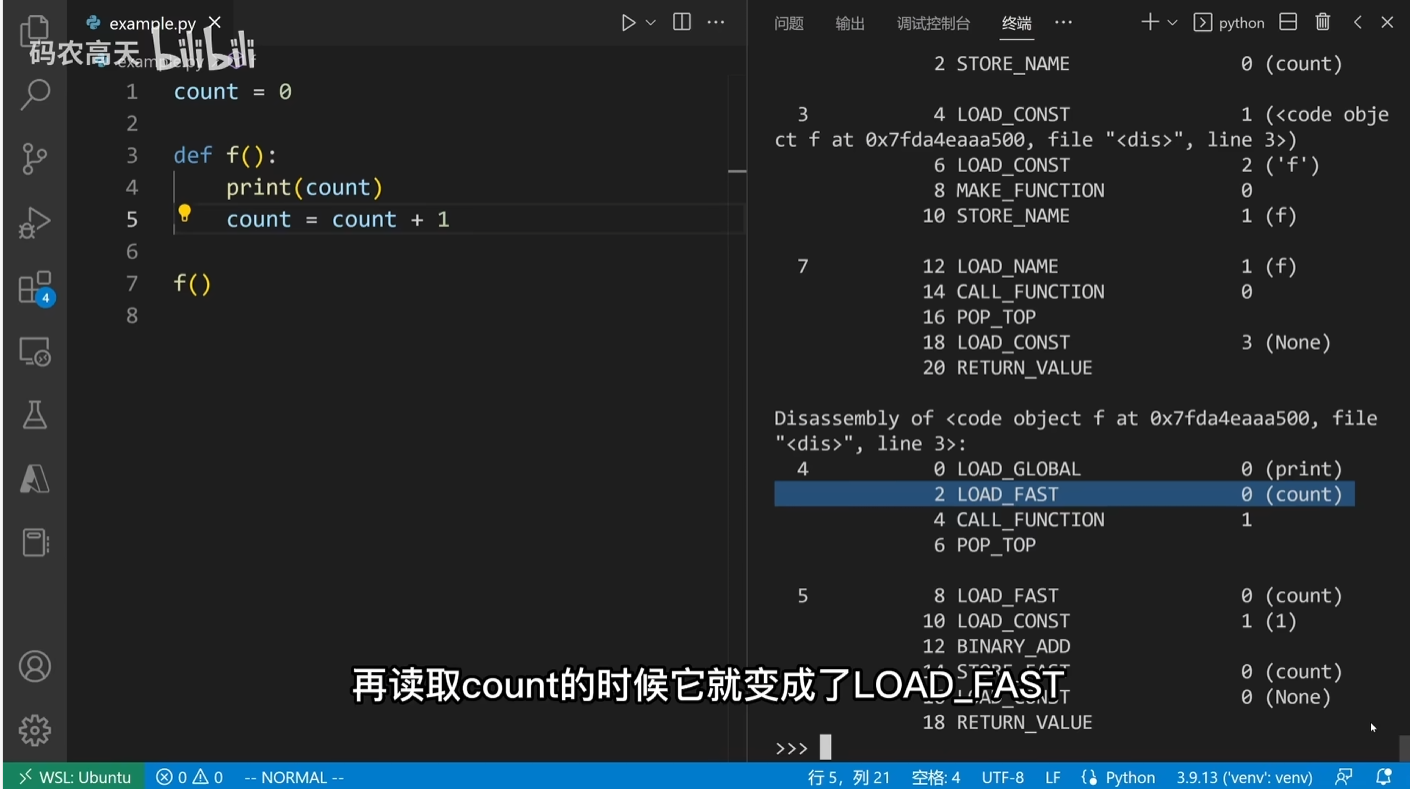 example.py
码农高天 bilibili
example.py
1 count = 0
2
3 def f():
4 print(count)
5 count = count + 1
6
7 f()
8
4
问题 输出 调试控制台 终端 ··· python
2 STORE_NAME 0 (count)
3 4 LOAD_CONST 1 (<code obje
ct f at 0x7fda4eaaa500, file "<dis>", line 3>)
6 LOAD_CONST 2 ('f')
8 MAKE_FUNCTION 0
10 STORE_NAME 1 (f)
7 12 LOAD_NAME 1 (f)
14 CALL_FUNCTION 0
16 POP_TOP
18 LOAD_CONST 3 (None)
20 RETURN_VALUE
Disassembly of <code object f at 0x7fda4eaaa500, file
"<dis>", line 3>:
4 0 LOAD_GLOBAL 0 (print)
2 LOAD_FAST 0 (count)
4 CALL_FUNCTION 1
6 POP_TOP
5 8 LOAD_FAST 0 (count)
10 LOAD_CONST 1 (1)
12 BINARY_ADD
14 STORE_FAST 0 (count)
0 (None)
18 RETURN_VALUE
>>>
再读取count的时候它就变成了LOAD_FAST
WSL: Ubuntu 0 0 -- NORMAL -- 行 5，列 21 空格: 4 UTF-8 LF Python 3.9.13 ('venv': venv)